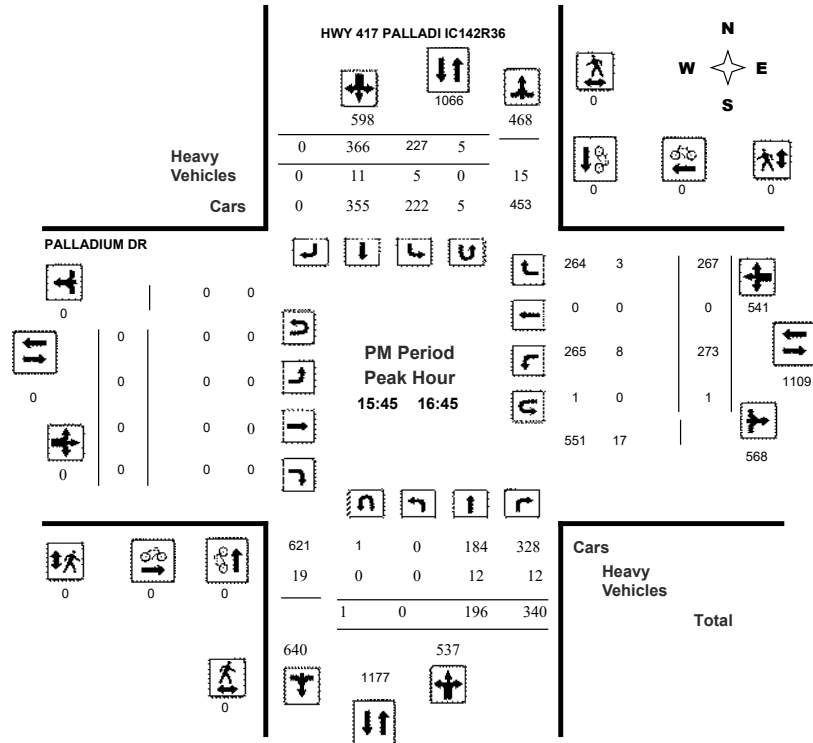 HWY 417 PALLADI IC142R36
N
W E
S
1066
598 468
0
0 366 227 5
Heavy
Vehicles
0 11 5 0 15
Cars 0 355 222 5 453
0 0 0
PALLADIUM DR
0 0 0
264 3 267
541
0 0 0
0 0 0
265 8 273
1109
0
0 0 0
1 0 1
0 0 0
551 17
568
0
0 0 0
PM Period
Peak Hour
15:45 16:45
621 1 0 184 328 Cars
19 0 0 12 12 Heavy
Vehicles
1 0 196 340 Total
0 0 0
640 537
1177
0